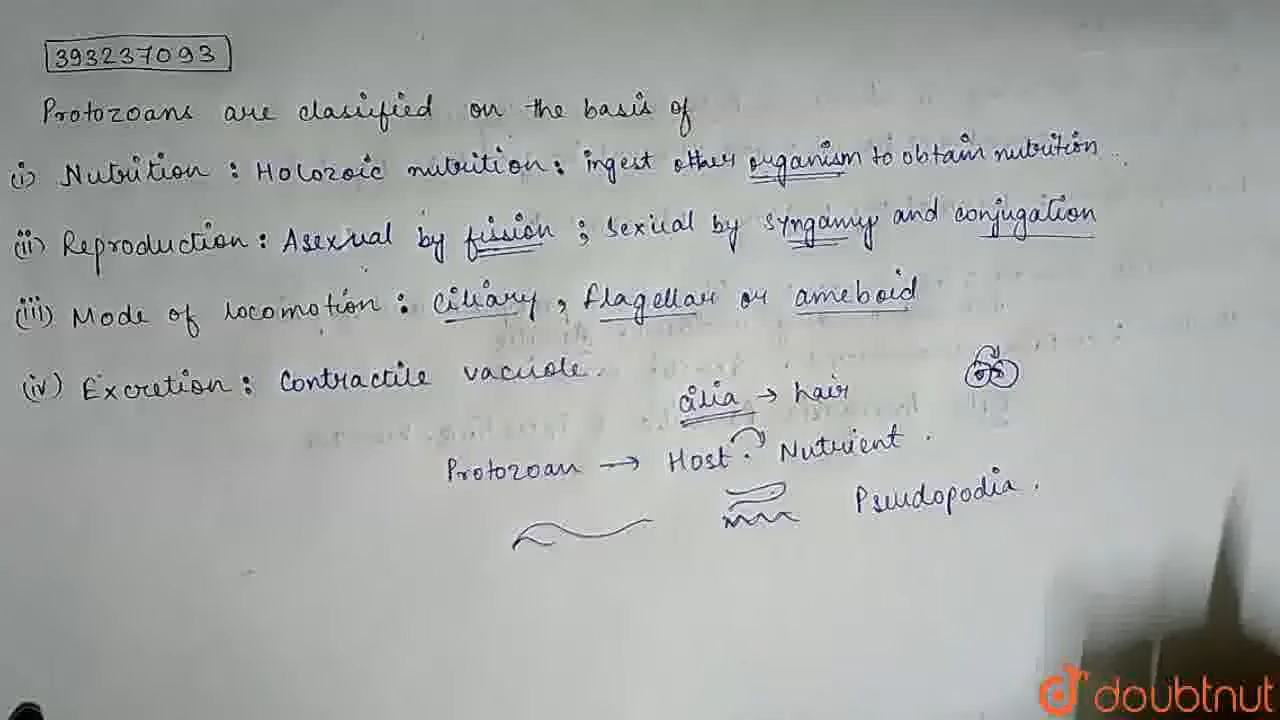 393237093
Protozoans are classified on the basis of
(i) Nutrition : Holozoic nutrition : ingest other organism to obtain nutrition.
(ii) Reproduction : Asexual by fission ; sexual by syngamy and conjugation
(iii) Mode of locomotion : ciliary, flagellar or ameboid
(iv) Excretion : contractile vacuole.
cilia → hair
Protozoan → Host. Nutrient.
Pseudopodia.
doubtnut